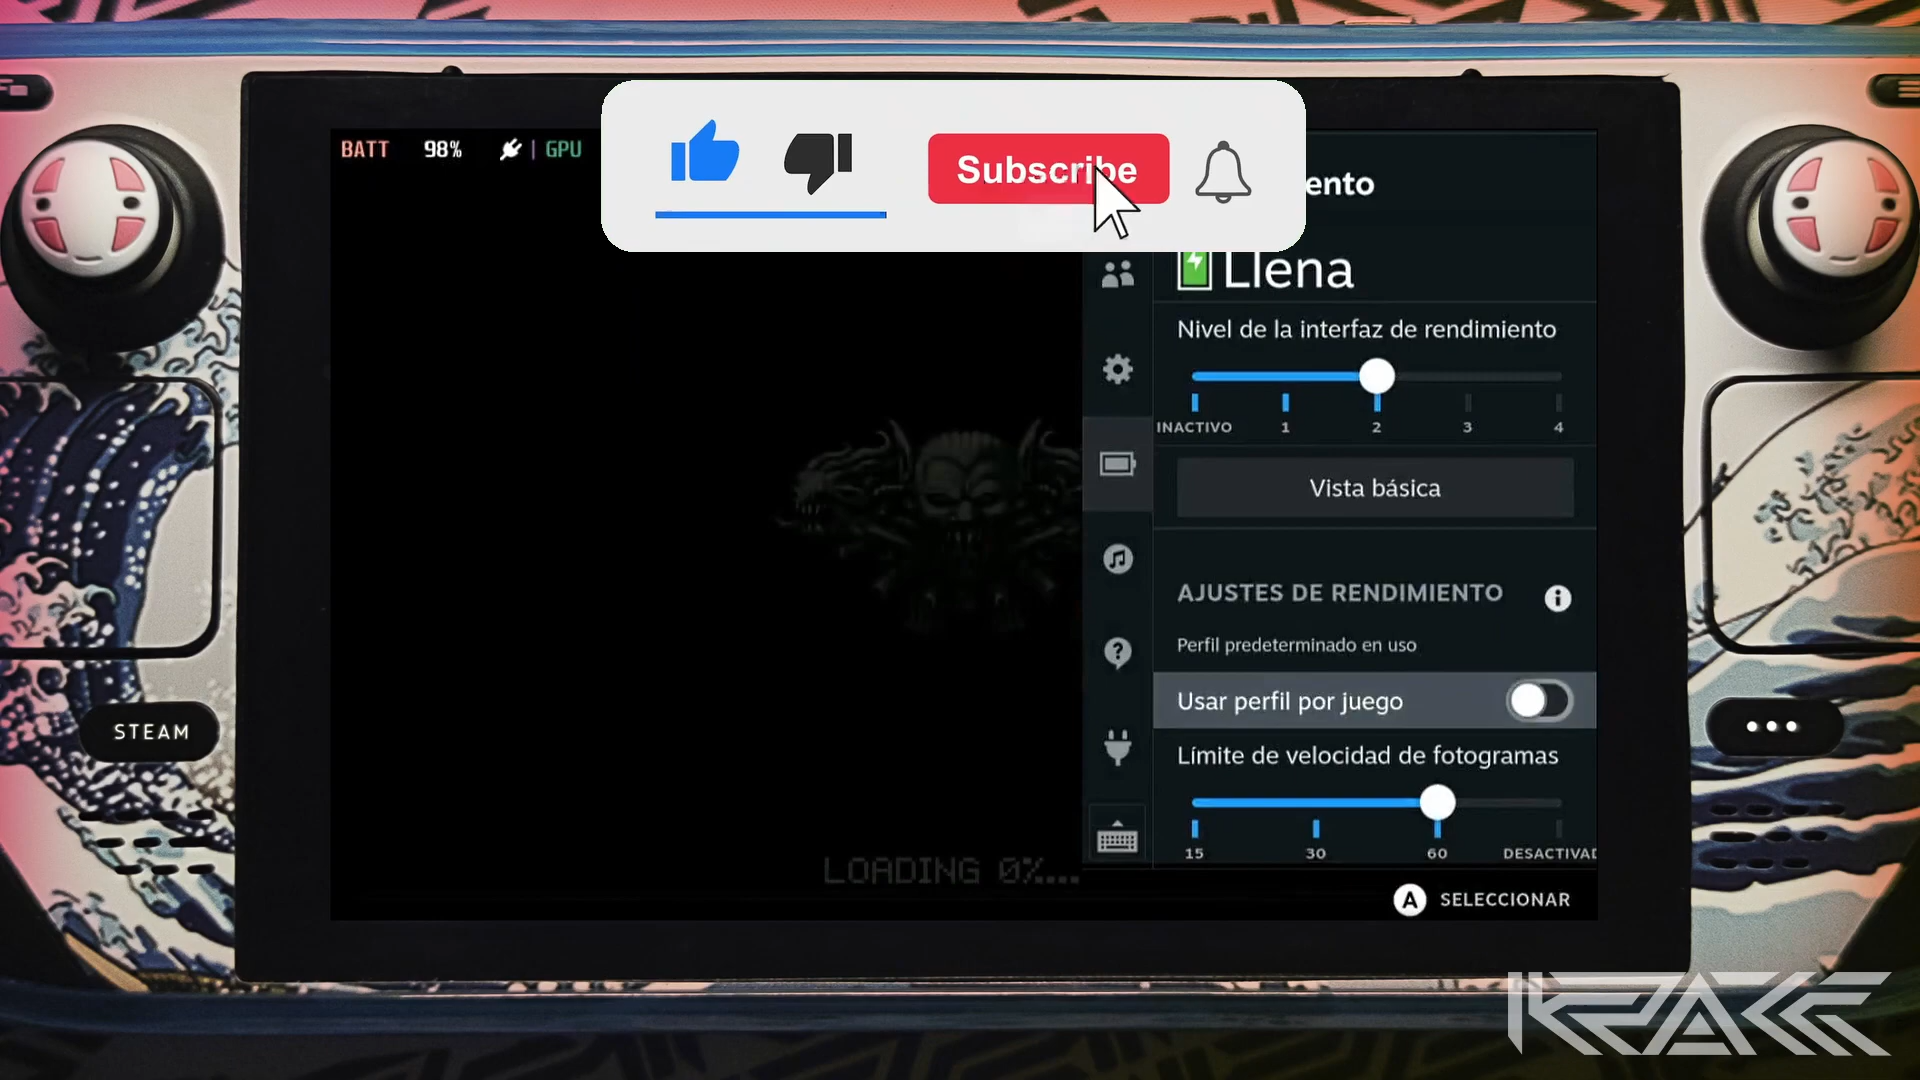 BATT 98% | GPU
Subscribe
ento
Llena
Nivel de la interfaz de rendimiento
INACTIVO 1 2 3 4
Vista básica
AJUSTES DE RENDIMIENTO
Perfil predeterminado en uso
Usar perfil por juego
Límite de velocidad de fotogramas
15 30 60 DESACTIVAD
LOADING 0%...
A SELECCIONAR
STEAM